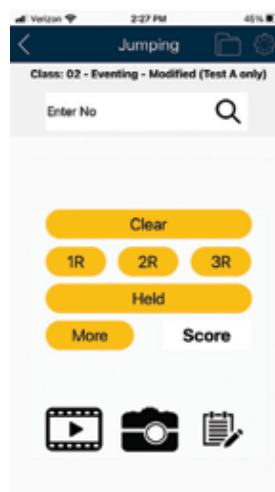 Verizon 2:27 PM 45%
Jumping
Class: 02 - Eventing - Modified (Test A only)
Enter No
Clear
1R 2R 3R
Held
More Score